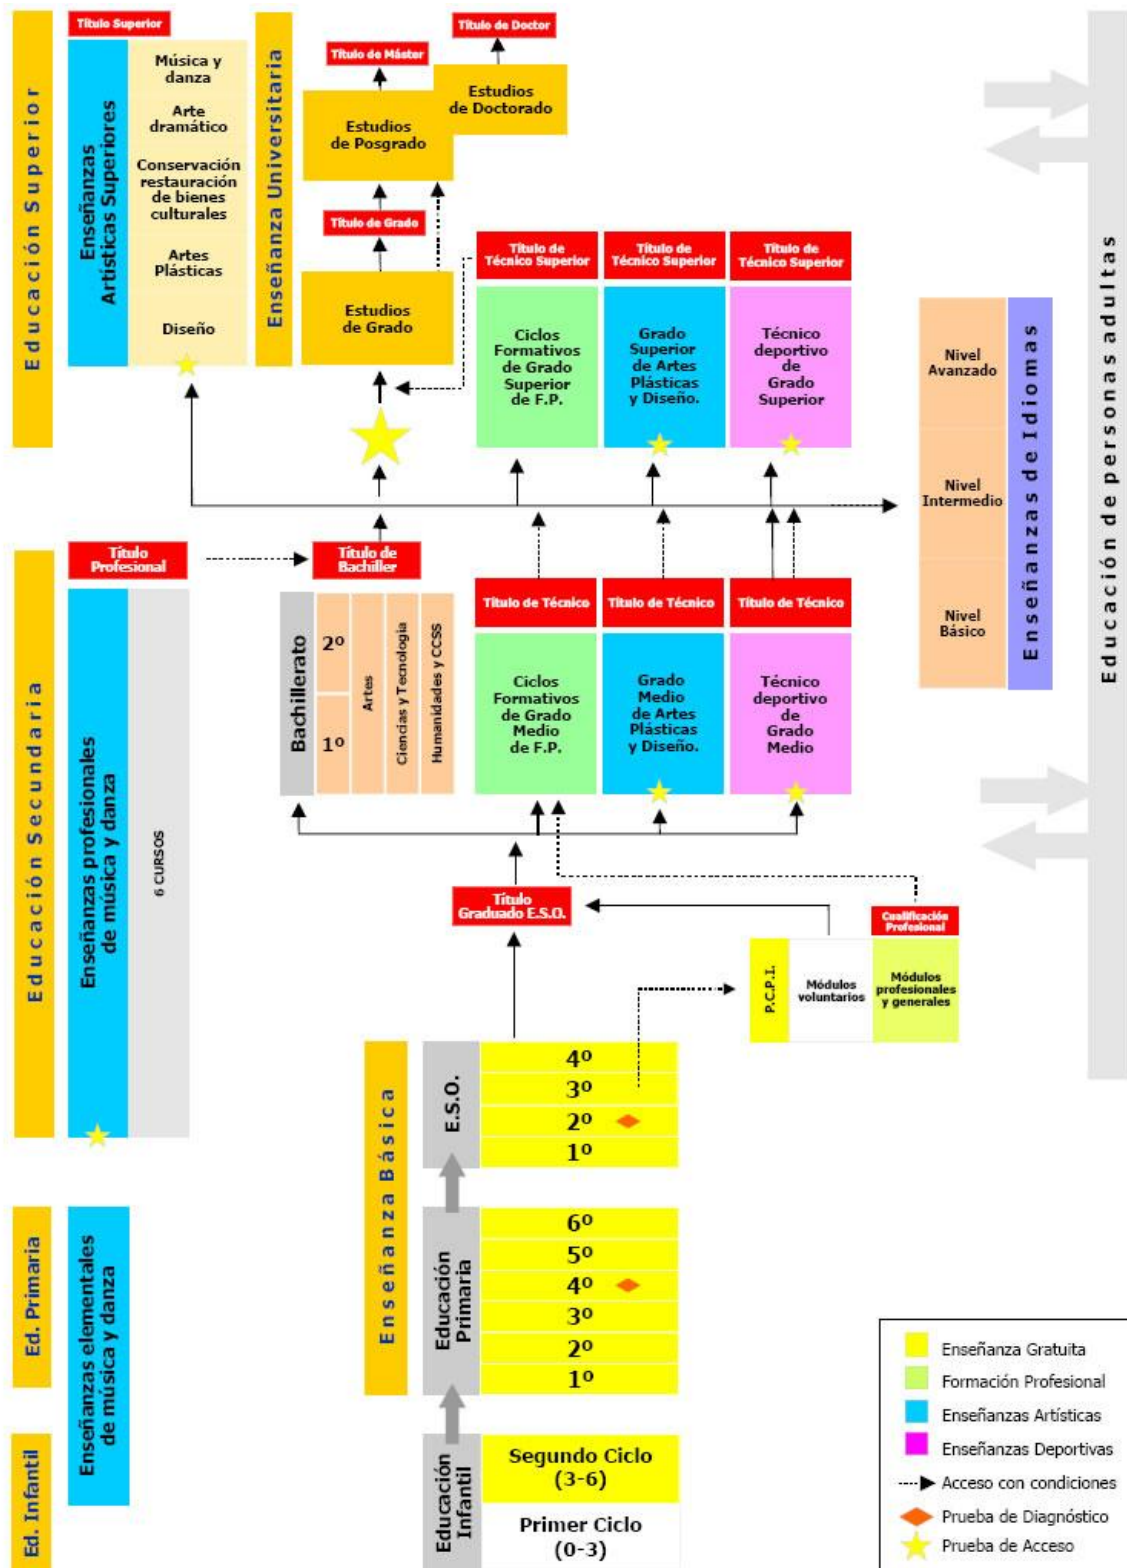 Título Superior
Educación Superior
Enseñanzas
Artísticas Superiores
Música y
danza
Arte
dramático
Conservación
restauración
de bienes
culturales
Artes
Plásticas
Diseño
Enseñanza Universitaria
Título de Máster
Título de Doctor
Estudios
de Posgrado
Estudios
de Doctorado
Título de Grado
Estudios
de Grado
Título de
Técnico Superior
Título de
Técnico Superior
Título de
Técnico Superior
Ciclos
Formativos
de Grado
Superior
de F.P.
Grado
Superior
de Artes
Plásticas
y Diseño.
Técnico
deportivo
de
Grado
Superior
Nivel
Avanzado
Nivel
Intermedio
Nivel
Básico
Enseñanzas de Idiomas
Educación de personas adultas
Educación Secundaria
Título
Profesional
Enseñanzas profesionales
de música y danza
6 CURSOS
Título de
Bachiller
Bachillerato
2º
1º
Artes
Ciencias y Tecnología
Humanidades y CCSS
Título de Técnico
Título de Técnico
Título de Técnico
Ciclos
Formativos
de Grado
Medio
de F.P.
Grado
Medio
de Artes
Plásticas
y Diseño.
Técnico
deportivo
de
Grado
Medio
Título
Graduado E.S.O.
Cualificación
Profesional
P.C.P.I.
Módulos
voluntarios
Módulos
profesionales
y generales
Enseñanza Básica
E.S.O.
4º
3º
2º
1º
Ed. Primaria
Enseñanzas elementales
de música y danza
Educación
Primaria
6º
5º
4º
3º
2º
1º
Ed. Infantil
Educación
Infantil
Segundo Ciclo
(3-6)
Primer Ciclo
(0-3)
Enseñanza Gratuita
Formación Profesional
Enseñanzas Artísticas
Enseñanzas Deportivas
Acceso con condiciones
Prueba de Diagnóstico
Prueba de Acceso